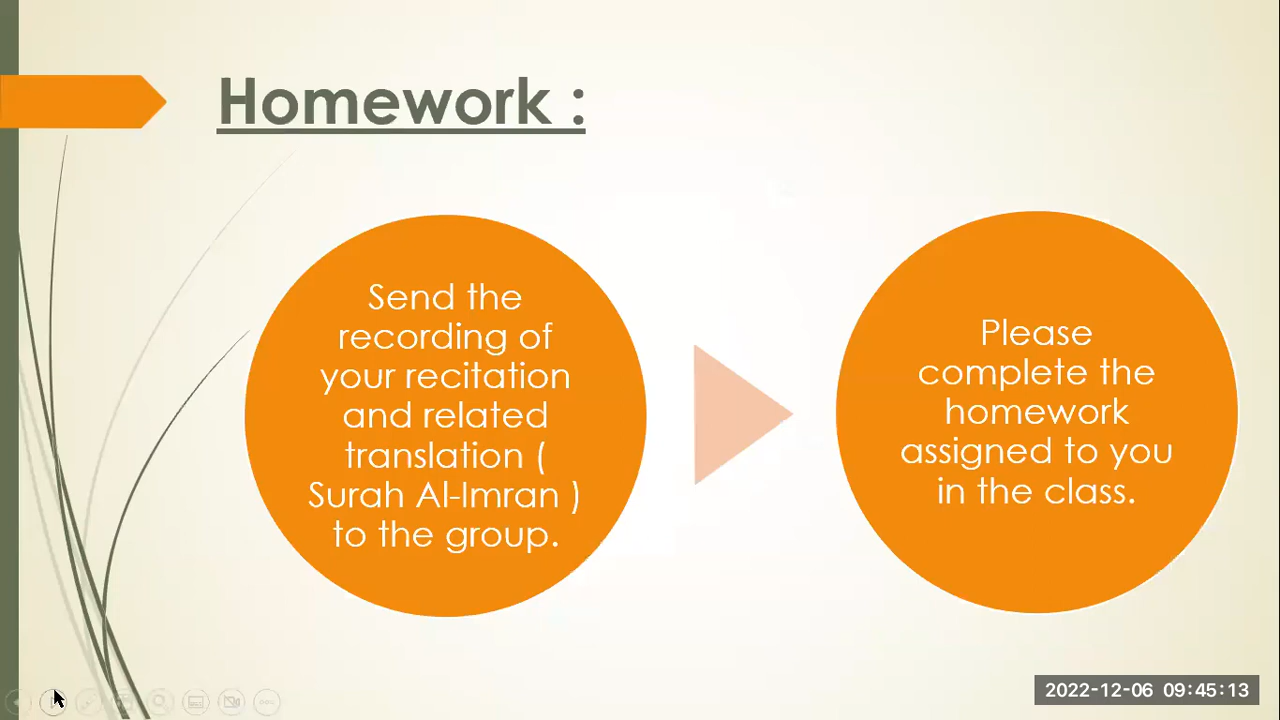 Homework :
Send the
recording of
your recitation
and related
translation (
Surah Al-Imran )
to the group.
Please
complete the
homework
assigned to you
in the class.
2022-12-06 09:45:13